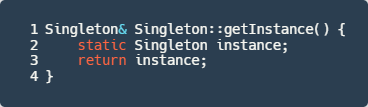 1 Singleton& Singleton::getInstance() {
2     static Singleton instance;
3     return instance;
4 }